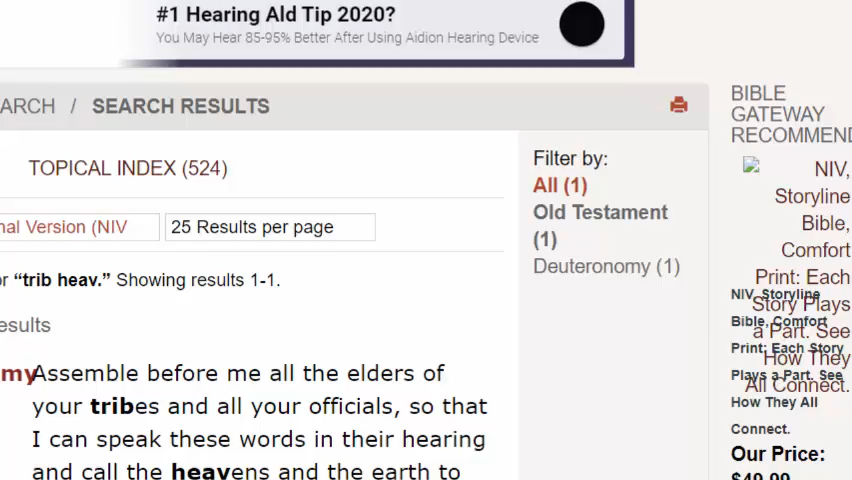 #1 Hearing Ald Tip 2020?
You May Hear 85-95% Better After Using Aidion Hearing Device
ARCH / SEARCH RESULTS
TOPICAL INDEX (524)
nal Version (NIV
25 Results per page
or “trib heav.” Showing results 1-1.
esults
my
Assemble before me all the elders of
your tribes and all your officials, so that
I can speak these words in their hearing
and call the heavens and the earth to
Filter by:
All (1)
Old Testament
(1)
Deuteronomy (1)
BIBLE
GATEWAY
RECOMMEND
NIV,
Storyline
Bible,
Comfort
Print: Each
Story Plays
a Part. See
How They
All Connect.
NIV, Storyline
Bible, Comfort
Print: Each Story
Plays a Part. See
How They All
Connect.
Our Price:
$49.99